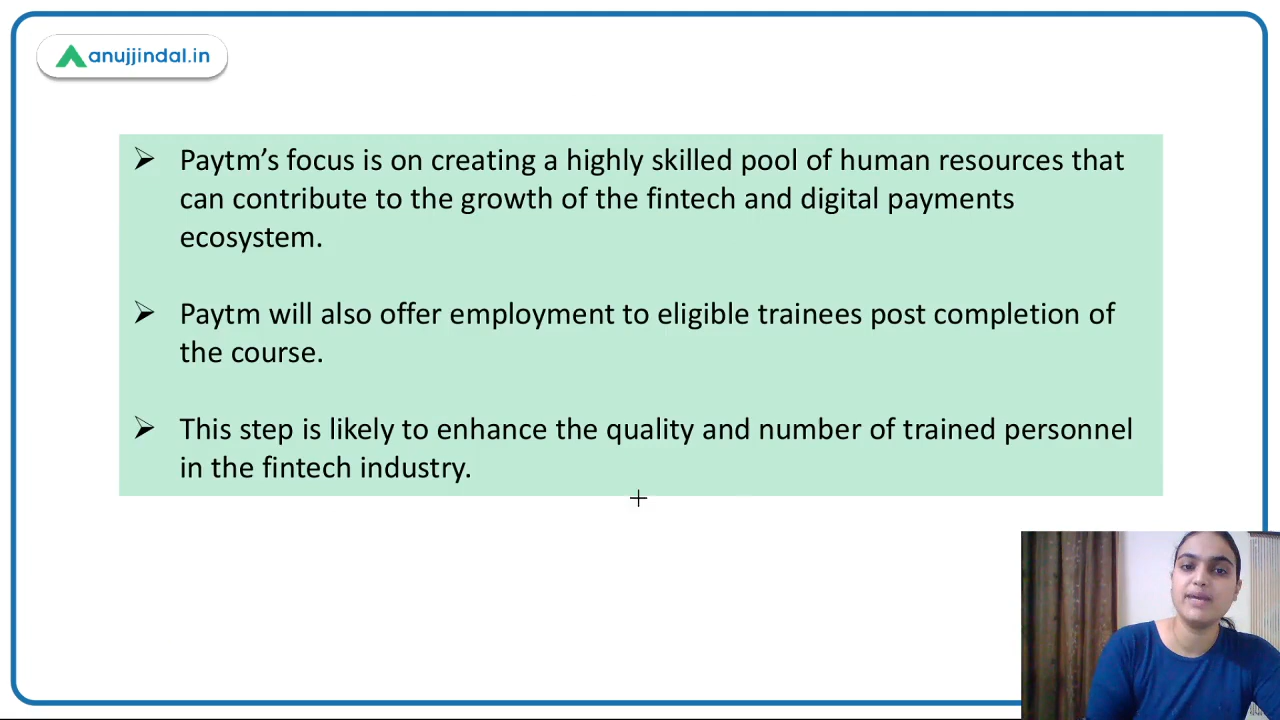 anujjindal.in
Paytm’s focus is on creating a highly skilled pool of human resources that
can contribute to the growth of the fintech and digital payments
ecosystem.
Paytm will also offer employment to eligible trainees post completion of
the course.
This step is likely to enhance the quality and number of trained personnel
in the fintech industry.